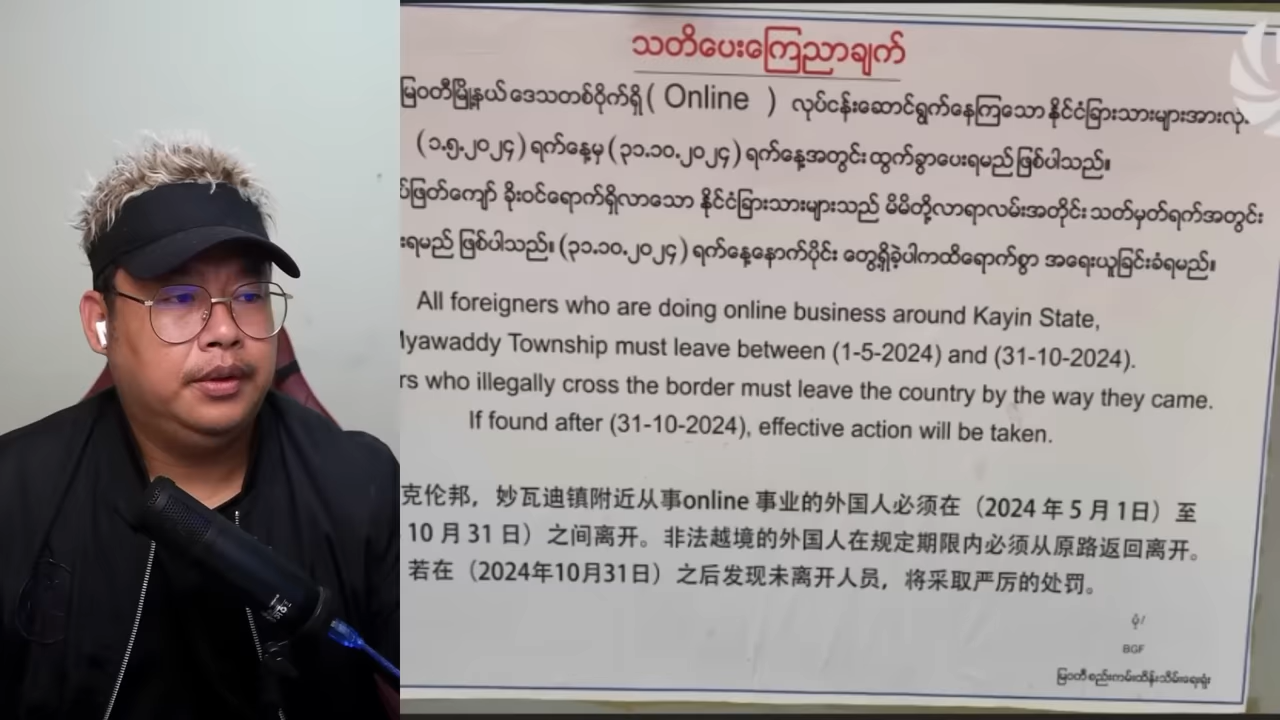 သတိပေးကြေညာချက်
မြဝတီမြို့နယ် ဒေသတစ်ဝိုက်ရှိ ( Online ) လုပ်ငန်းဆောင်ရွက်နေကြသော နိုင်ငံခြားသားများအားလုံး
(၁.၅.၂၀၂၄) ရက်နေ့မှ (၃၁.၁၀.၂၀၂၄) ရက်နေ့အတွင်း ထွက်ခွာပေးရမည် ဖြစ်ပါသည်။
ဖြတ်ကျော် ခိုးဝင်ရောက်ရှိလာသော နိုင်ငံခြားသားများသည် မိမိတို့လာရာလမ်းအတိုင်း သတ်မှတ်ရက်အတွင်း
ရမည် ဖြစ်ပါသည်။ (၃၁.၁၀.၂၀၂၄) ရက်နေ့နောက်ပိုင်း တွေ့ရှိခဲ့ပါကထိရောက်စွာ အရေးယူခြင်းခံရမည်။
All foreigners who are doing online business around Kayin State,
yawaddy Township must leave between (1-5-2024) and (31-10-2024).
rs who illegally cross the border must leave the country by the way they came.
If found after (31-10-2024), effective action will be taken.
克伦邦，妙瓦迪镇附近从事online 事业的外国人必须在（2024 年 5 月 1日）至
10 月 31 日）之间离开。非法越境的外国人在规定期限内必须从原路返回离开。
若在（2024年10月31日）之后发现未离开人员，将采取严厉的处罚。
ပုံ/
BGF
မြဝတီစည်းကမ်းထိန်းသိမ်းရေးရုံး